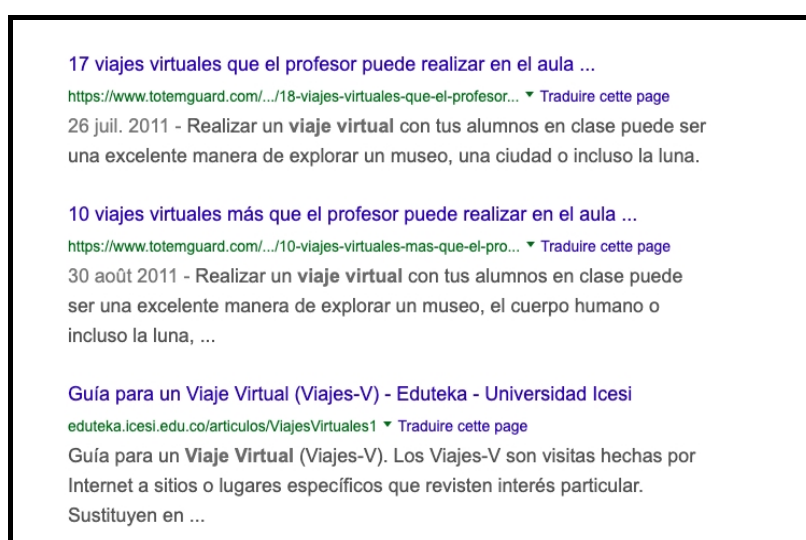 17 viajes virtuales que el profesor puede realizar en el aula ...
https://www.totemguard.com/.../18-viajes-virtuales-que-el-profesor... ▼ Traduire cette page
26 juil. 2011 - Realizar un viaje virtual con tus alumnos en clase puede ser
una excelente manera de explorar un museo, una ciudad o incluso la luna.
10 viajes virtuales más que el profesor puede realizar en el aula ...
https://www.totemguard.com/.../10-viajes-virtuales-mas-que-el-pro... ▼ Traduire cette page
30 août 2011 - Realizar un viaje virtual con tus alumnos en clase puede
ser una excelente manera de explorar un museo, el cuerpo humano o
incluso la luna, ...
Guía para un Viaje Virtual (Viajes-V) - Eduteka - Universidad Icesi
eduteka.icesi.edu.co/articulos/ViajesVirtuales1 ▼ Traduire cette page
Guía para un Viaje Virtual (Viajes-V). Los Viajes-V son visitas hechas por
Internet a sitios o lugares específicos que revisten interés particular.
Sustituyen en ...